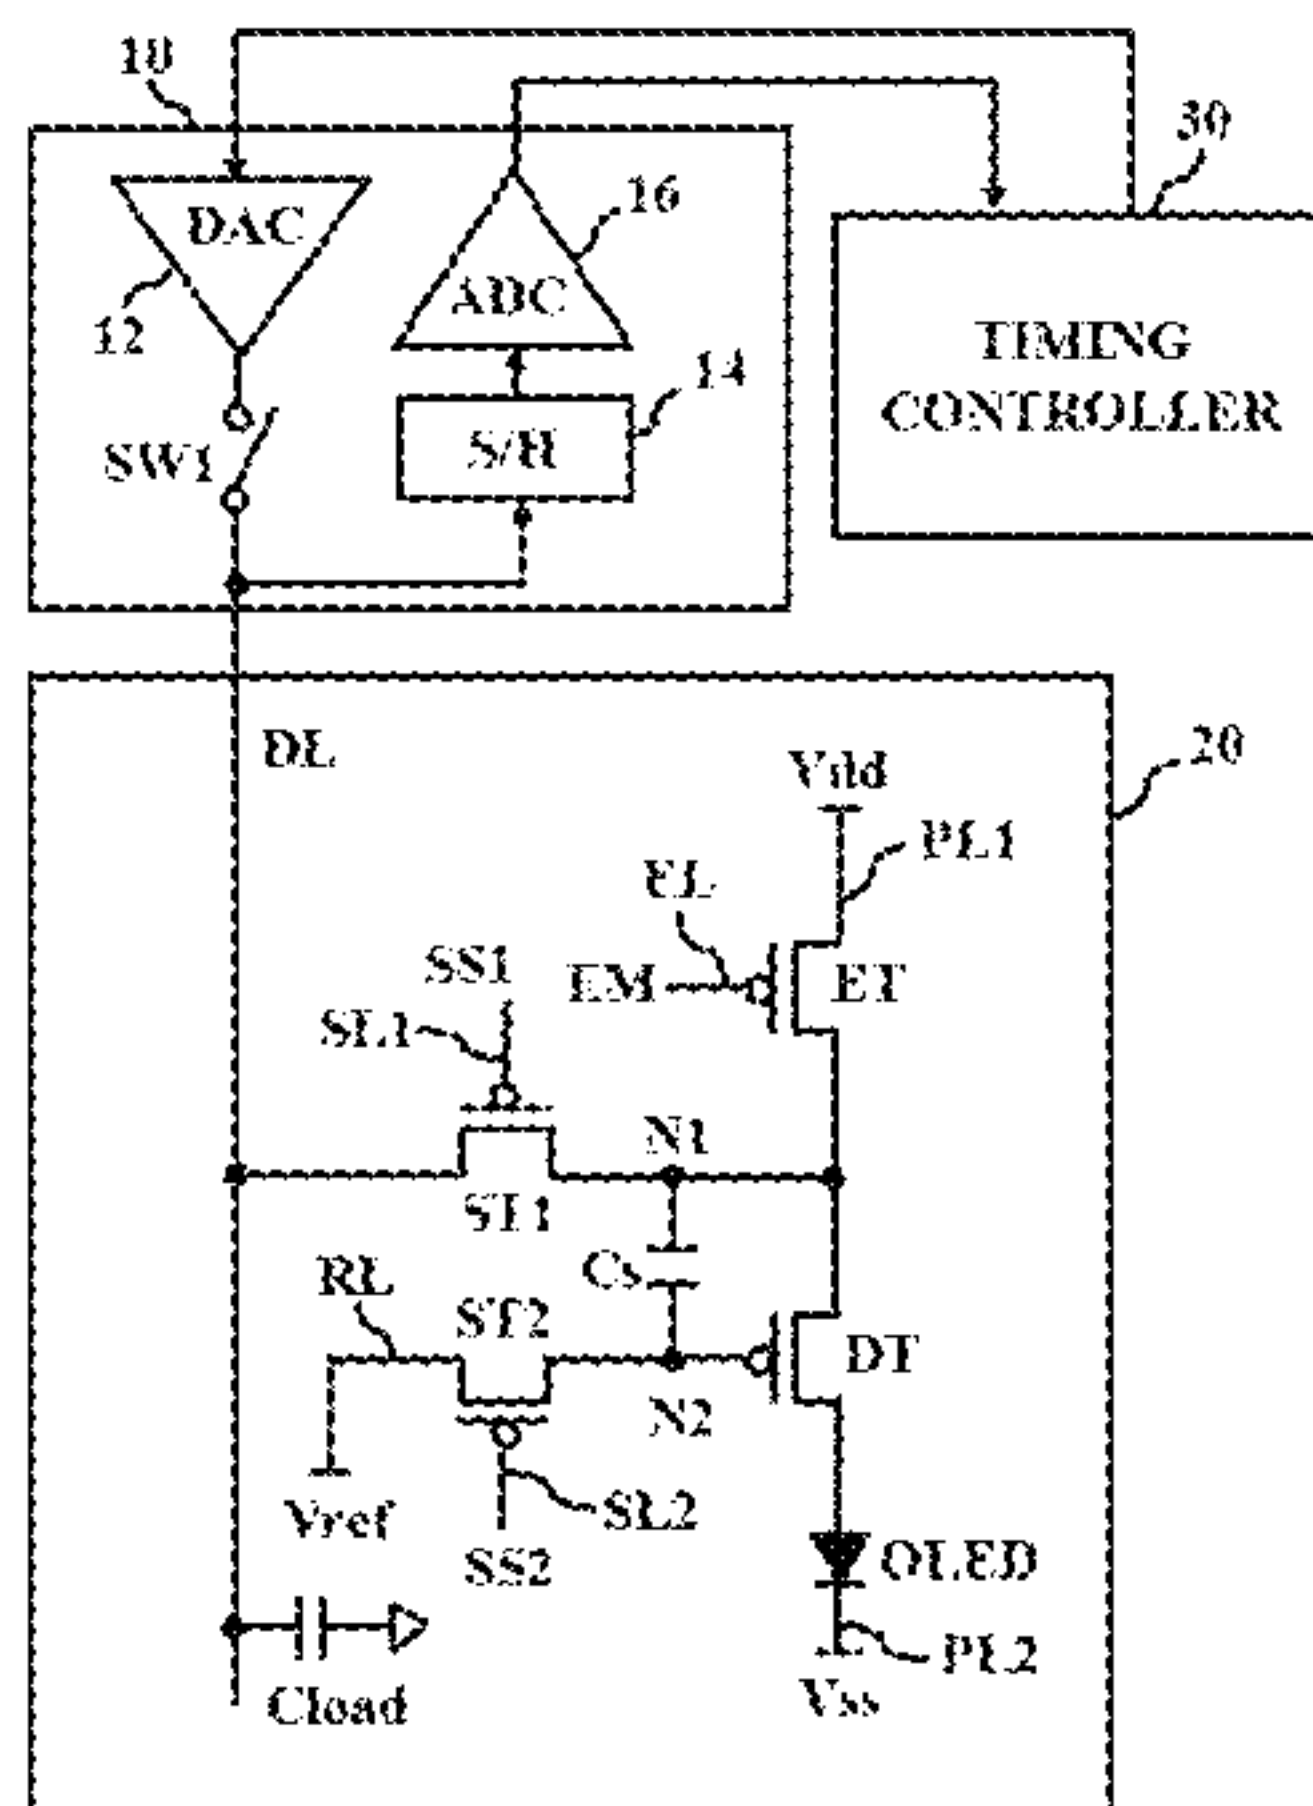 10
30
DAC
16
ADC
12
TIMING
CONTROLLER
14
S/H
SW1
DL
20
Vdd
PL1
EL
SS1
EM
ET
SL1
N1
ST1
Cs
RL
ST2
DT
N2
Vref
SL2
SS2
OLED
PL2
Vss
Cload